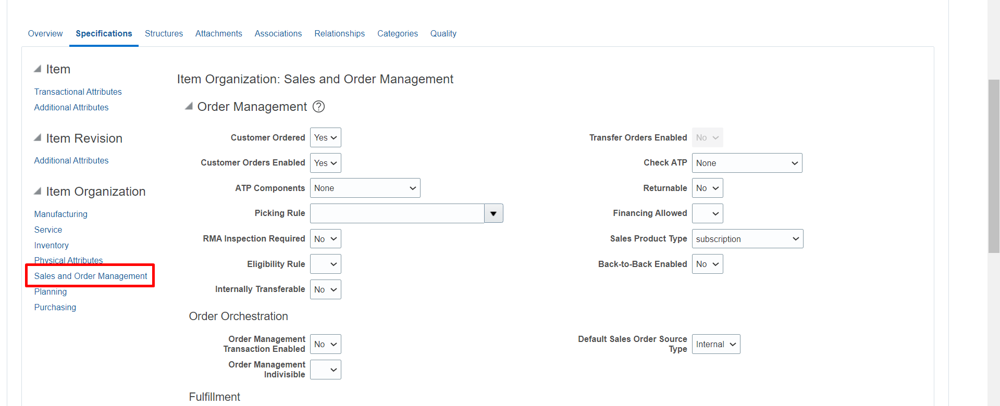 Overview Specifications Structures Attachments Associations Relationships Categories Quality
Item
Transactional Attributes
Additional Attributes
Item Revision
Additional Attributes
Item Organization
Manufacturing
Service
Inventory
Physical Attributes
Sales and Order Management
Planning
Purchasing
Item Organization: Sales and Order Management
Order Management ?
Customer Ordered Yes
Transfer Orders Enabled No
Customer Orders Enabled Yes
Check ATP None
ATP Components None
Returnable No
Picking Rule
Financing Allowed
RMA Inspection Required No
Sales Product Type subscription
Eligibility Rule
Back-to-Back Enabled No
Internally Transferable No
Order Orchestration
Order Management
Transaction Enabled No
Default Sales Order Source
Type Internal
Order Management
Indivisible
Fulfillment